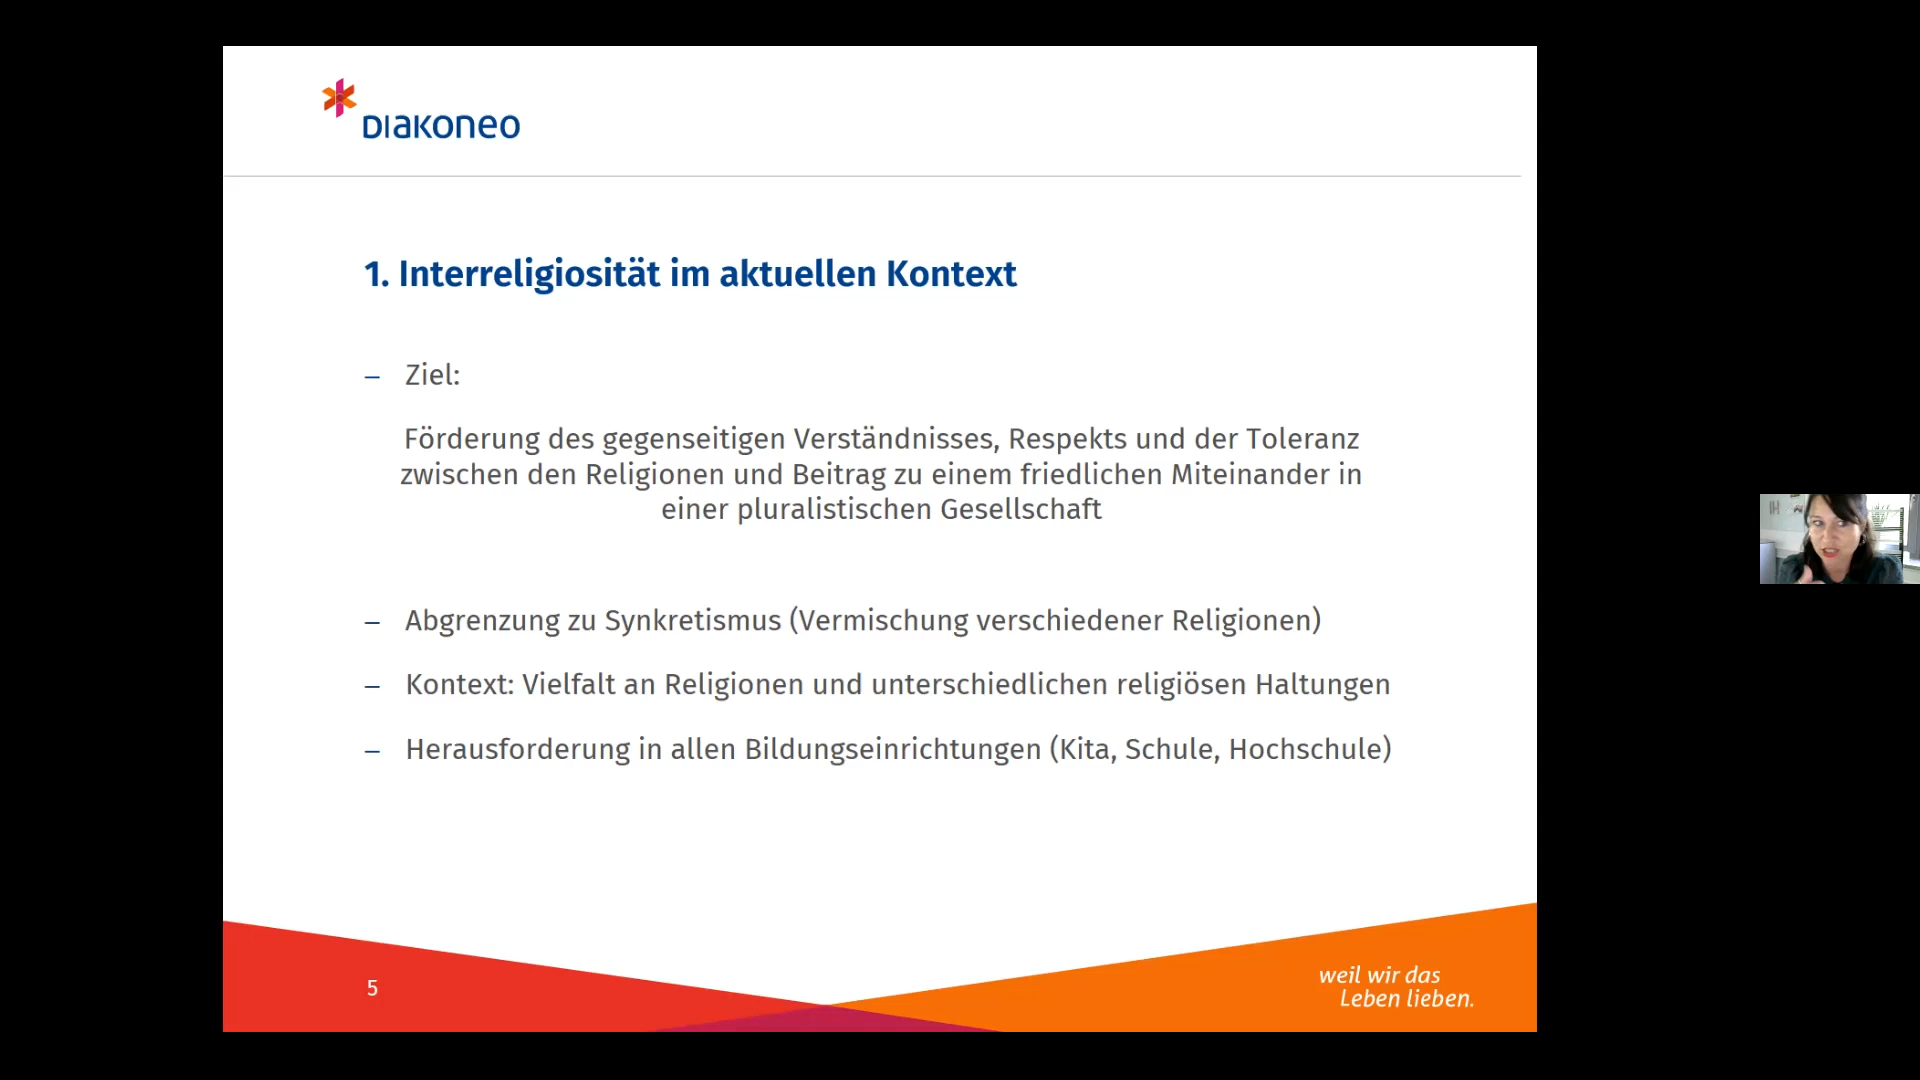 DIAKONEO
1. Interreligiosität im aktuellen Kontext
– Ziel:
Förderung des gegenseitigen Verständnisses, Respekts und der Toleranz
zwischen den Religionen und Beitrag zu einem friedlichen Miteinander in
einer pluralistischen Gesellschaft
– Abgrenzung zu Synkretismus (Vermischung verschiedener Religionen)
– Kontext: Vielfalt an Religionen und unterschiedlichen religiösen Haltungen
– Herausforderung in allen Bildungseinrichtungen (Kita, Schule, Hochschule)
5
weil wir das
Leben lieben.